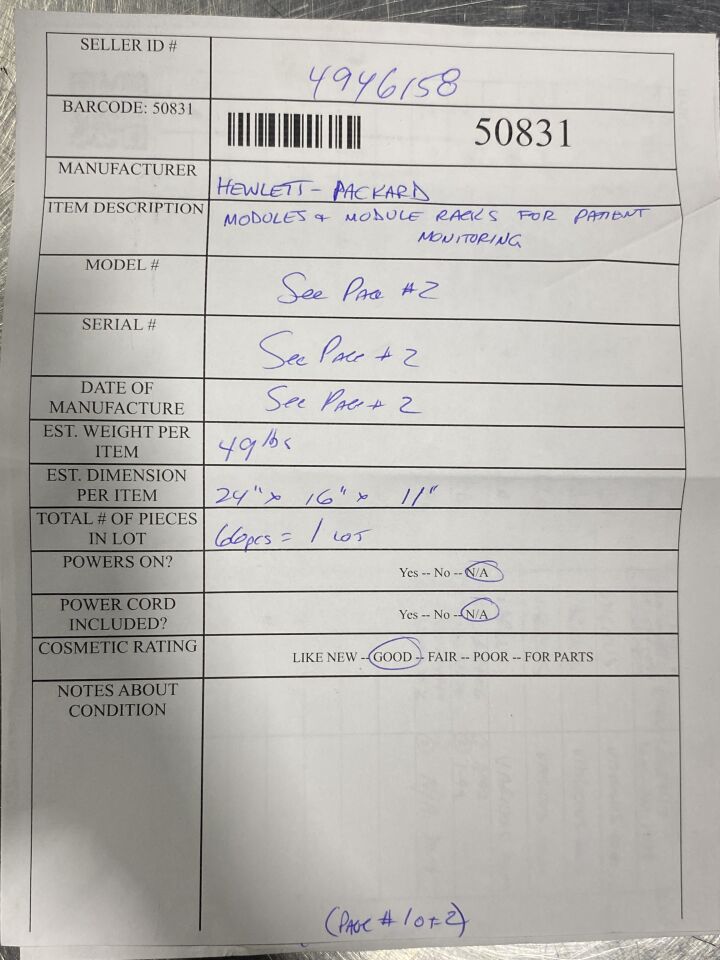 SELLER ID #
4946158
BARCODE: 50831
50831
MANUFACTURER
HEWLETT-PACKARD
ITEM DESCRIPTION
MODULES & MODULE RACKS FOR PATIENT
MONITORING
MODEL #
See PAGE #2
SERIAL #
See PAGE #2
DATE OF
MANUFACTURE
See PAGE # 2
EST. WEIGHT PER
ITEM
49 lbs
EST. DIMENSION
PER ITEM
24" x 16" x 11"
TOTAL # OF PIECES
IN LOT
66pcs = 1 LOT
POWERS ON?
Yes -- No -- N/A
POWER CORD
INCLUDED?
Yes -- No -- N/A
COSMETIC RATING
LIKE NEW -- GOOD -- FAIR -- POOR -- FOR PARTS
NOTES ABOUT
CONDITION
(PAGE # 1 OF 2)